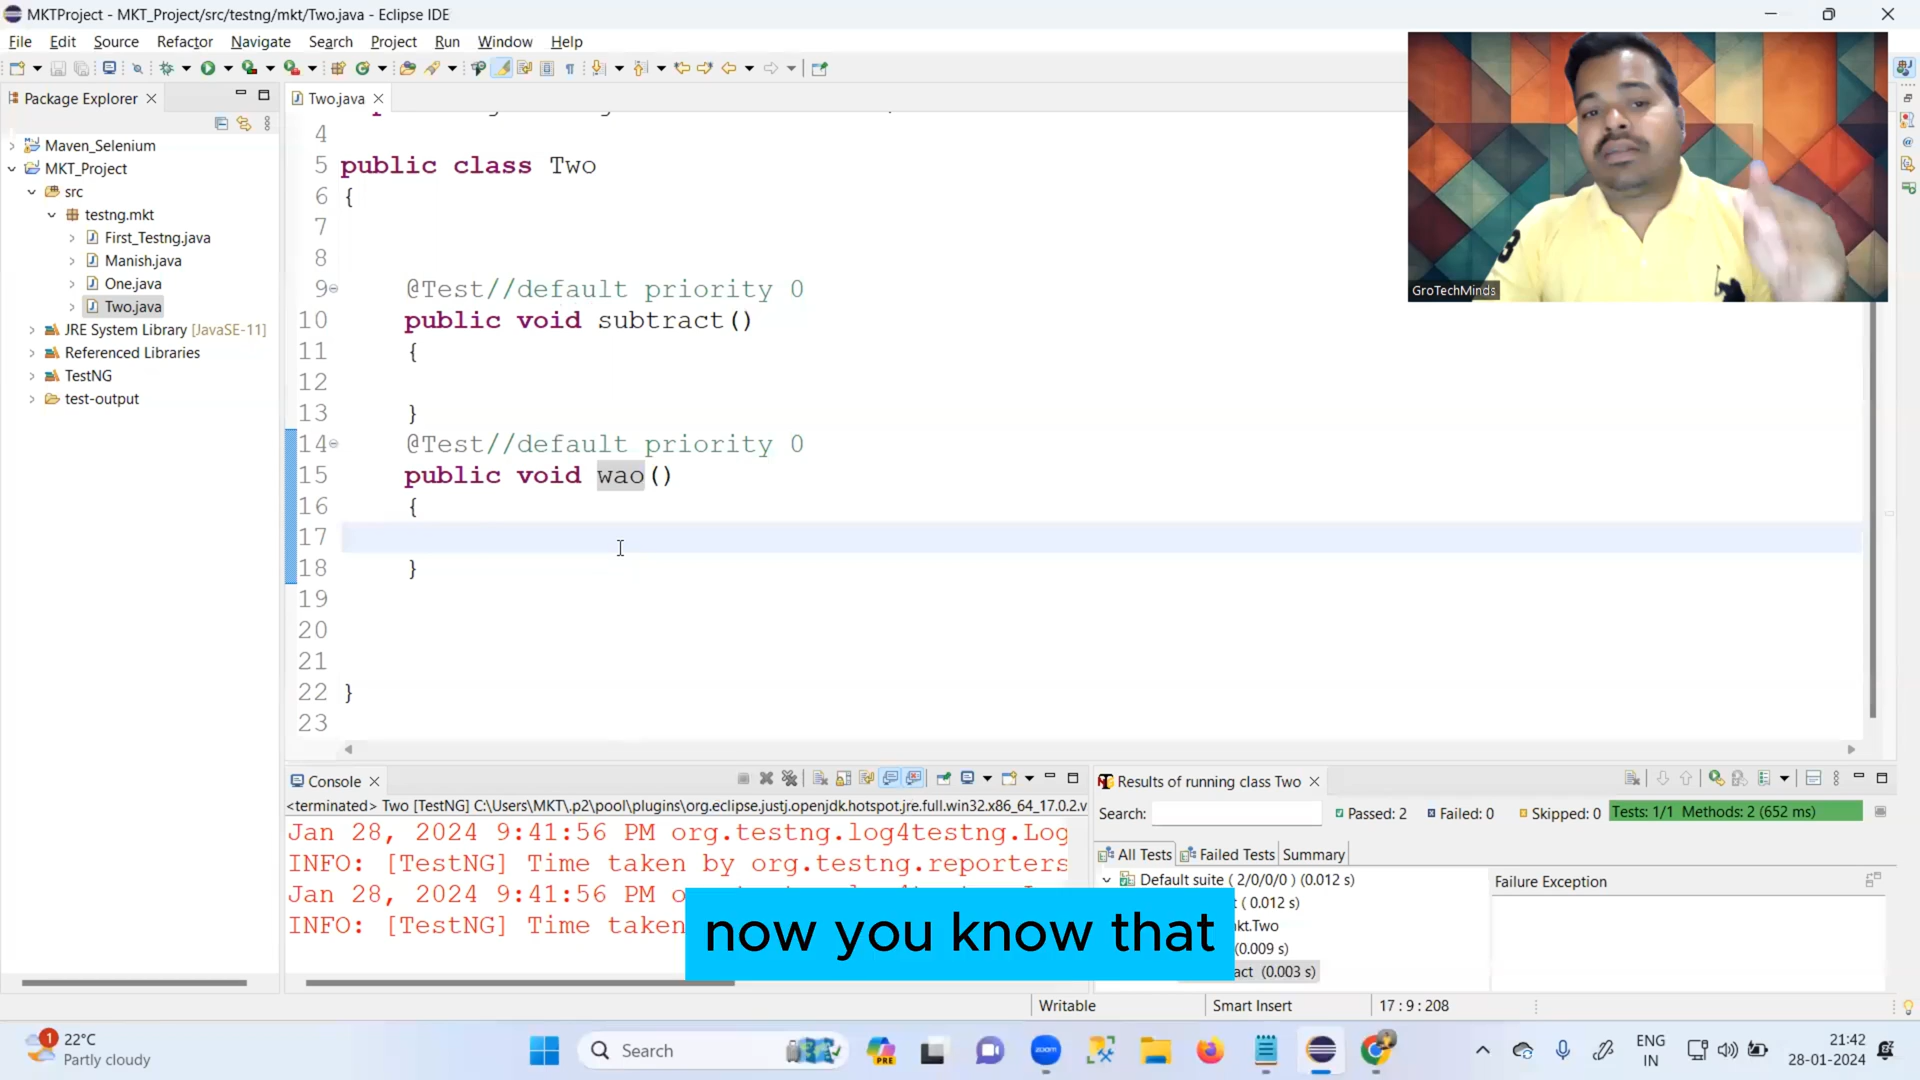 MKTProject - MKT_Project/src/testng/mkt/Two.java - Eclipse IDE
File Edit Source Refactor Navigate Search Project Run Window Help
Package Explorer
Maven_Selenium
MKT_Project
src
testng.mkt
First_Testng.java
Manish.java
One.java
Two.java
JRE System Library [JavaSE-11]
Referenced Libraries
TestNG
test-output
Two.java
4
5 public class Two
6 {
7
8
9 @Test//default priority 0
10 public void subtract()
11 {
12
13 }
14 @Test//default priority 0
15 public void wao()
16 {
17
18 }
19
20
21
22 }
23
GroTechMinds
Console
<terminated> Two [TestNG] C:\Users\MKT\.p2\pool\plugins\org.eclipse.justj.openjdk.hotspot.jre.full.win32.x86_64_17.0.2.v
Jan 28, 2024 9:41:56 PM org.testng.log4testng.Log
INFO: [TestNG] Time taken by org.testng.reporters
Jan 28, 2024 9:41:56 PM
INFO: [TestNG] Time taken
Results of running class Two
Search: Passed: 2 Failed: 0 Skipped: 0 Tests: 1/1 Methods: 2 (652 ms)
All Tests Failed Tests Summary
Default suite ( 2/0/0/0 ) (0.012 s)
( 0.012 s)
kt.Two
(0.009 s)
act (0.003 s)
Failure Exception
now you know that
Writable Smart Insert 17 : 9 : 208
1
22°C
Partly cloudy
Search
PRE
zoom
ENG
IN
21:42
28-01-2024